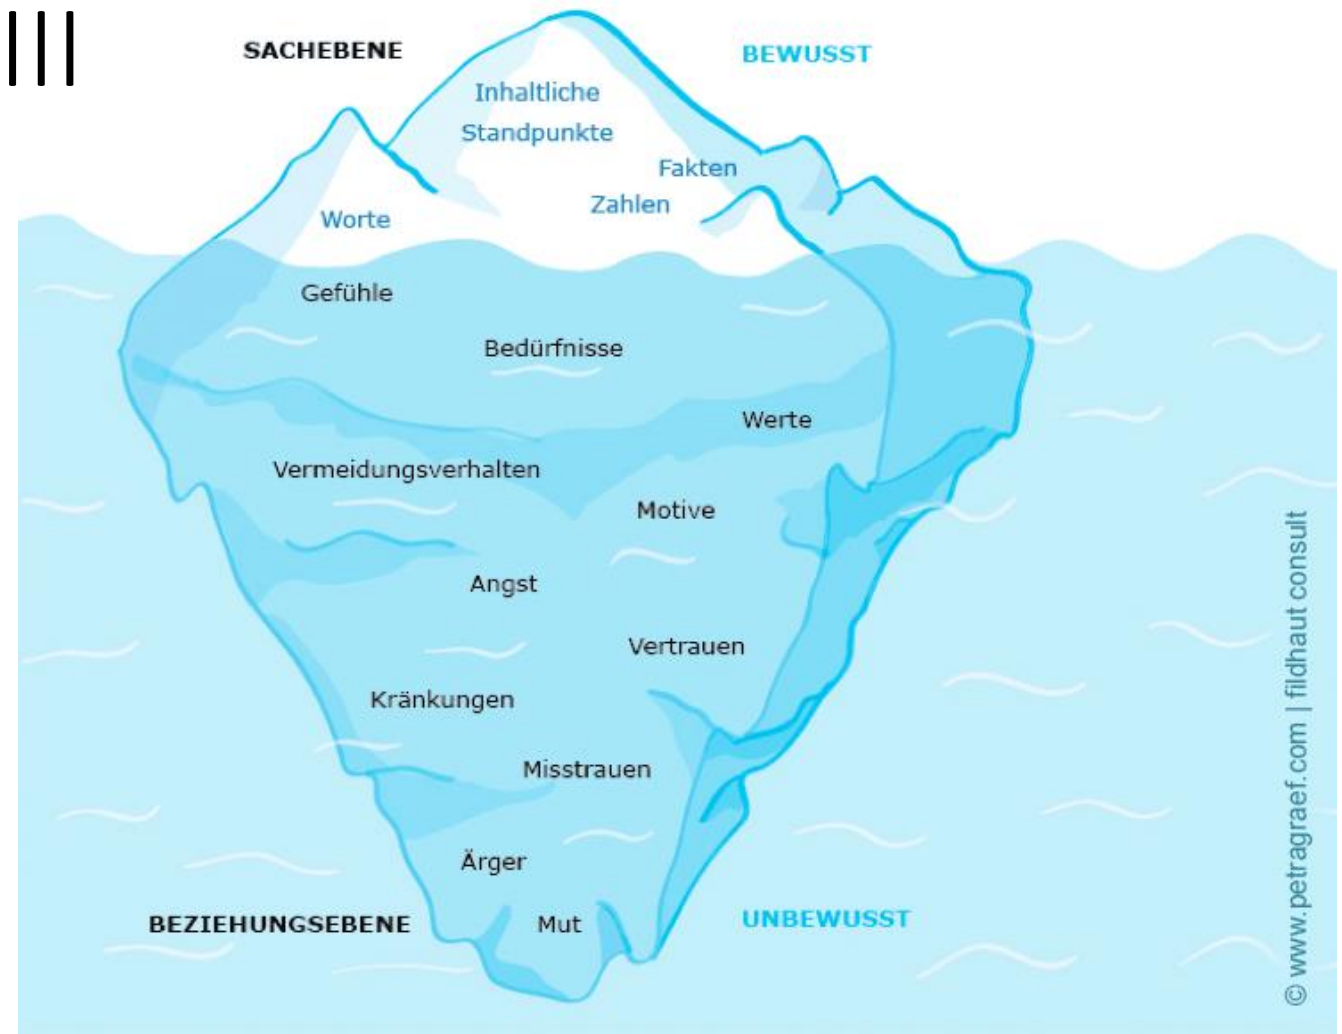 SACHEBENE
BEWUSST
Inhaltliche
Standpunkte
Fakten
Zahlen
Worte
Gefühle
Bedürfnisse
Werte
Vermeidungsverhalten
Motive
Angst
Vertrauen
Kränkungen
Misstrauen
Ärger
BEZIEHUNGSEBENE
Mut
UNBEWUSST
© www.petragraef.com | fildhaut consult